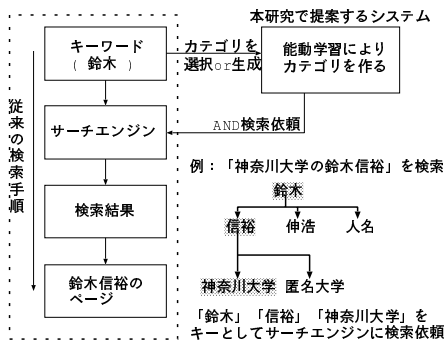 本研究で提案するシステム
キーワード
( 鈴木 )
カテゴリを
選択or生成
能動学習により
カテゴリを作る
従来の検索手順
サーチエンジン
AND検索依頼
検索結果
鈴木信裕の
ページ
例：「神奈川大学の鈴木信裕」を検索
鈴木
信裕 伸浩 人名
神奈川大学 匿名大学
「鈴木」「信裕」「神奈川大学」を
キーとしてサーチエンジンに検索依頼